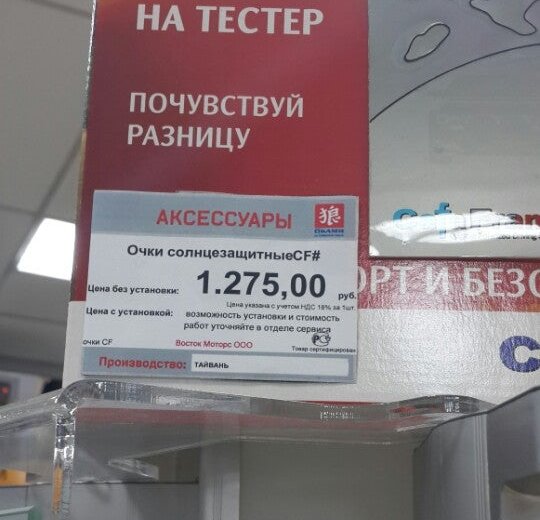 НА ТЕСТЕР
ПОЧУВСТВУЙ
РАЗНИЦУ
АКСЕССУАРЫ
狼
Очки солнцезащитныеCF#
Цена без установки: 1.275,00 руб.
Цена указана с учетом НДС 18% за 1шт.
Цена с установкой: возможность установки и стоимость
работ уточняйте в отделе сервиса
очки CF
Восток Моторс ООО
Товар сертифицирован
Производство: ТАЙВАНЬ
ОРТ И БЕЗО
С